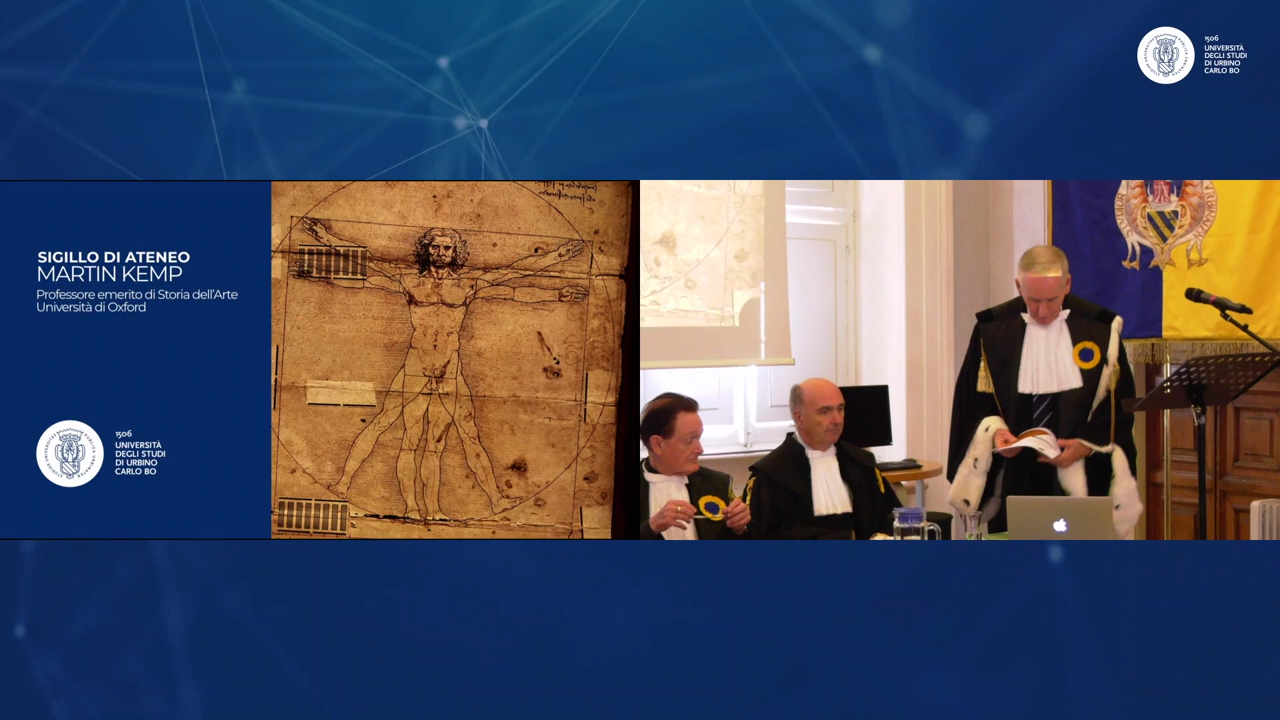 1506
UNIVERSITÀ
DEGLI STUDI
DI URBINO
CARLO BO
SIGILLO DI ATENEO
MARTIN KEMP
Professore emerito di Storia dell'Arte
Università di Oxford
1506
UNIVERSITÀ
DEGLI STUDI
DI URBINO
CARLO BO